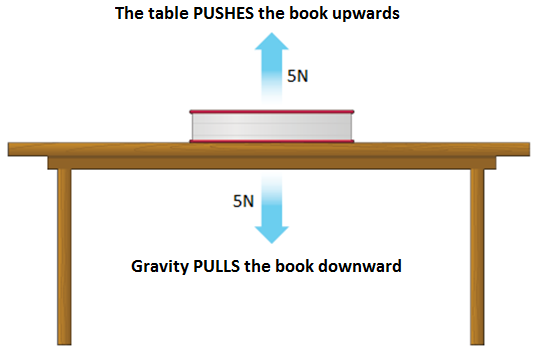 The table PUSHES the book upwards
5N
5N
Gravity PULLS the book downward